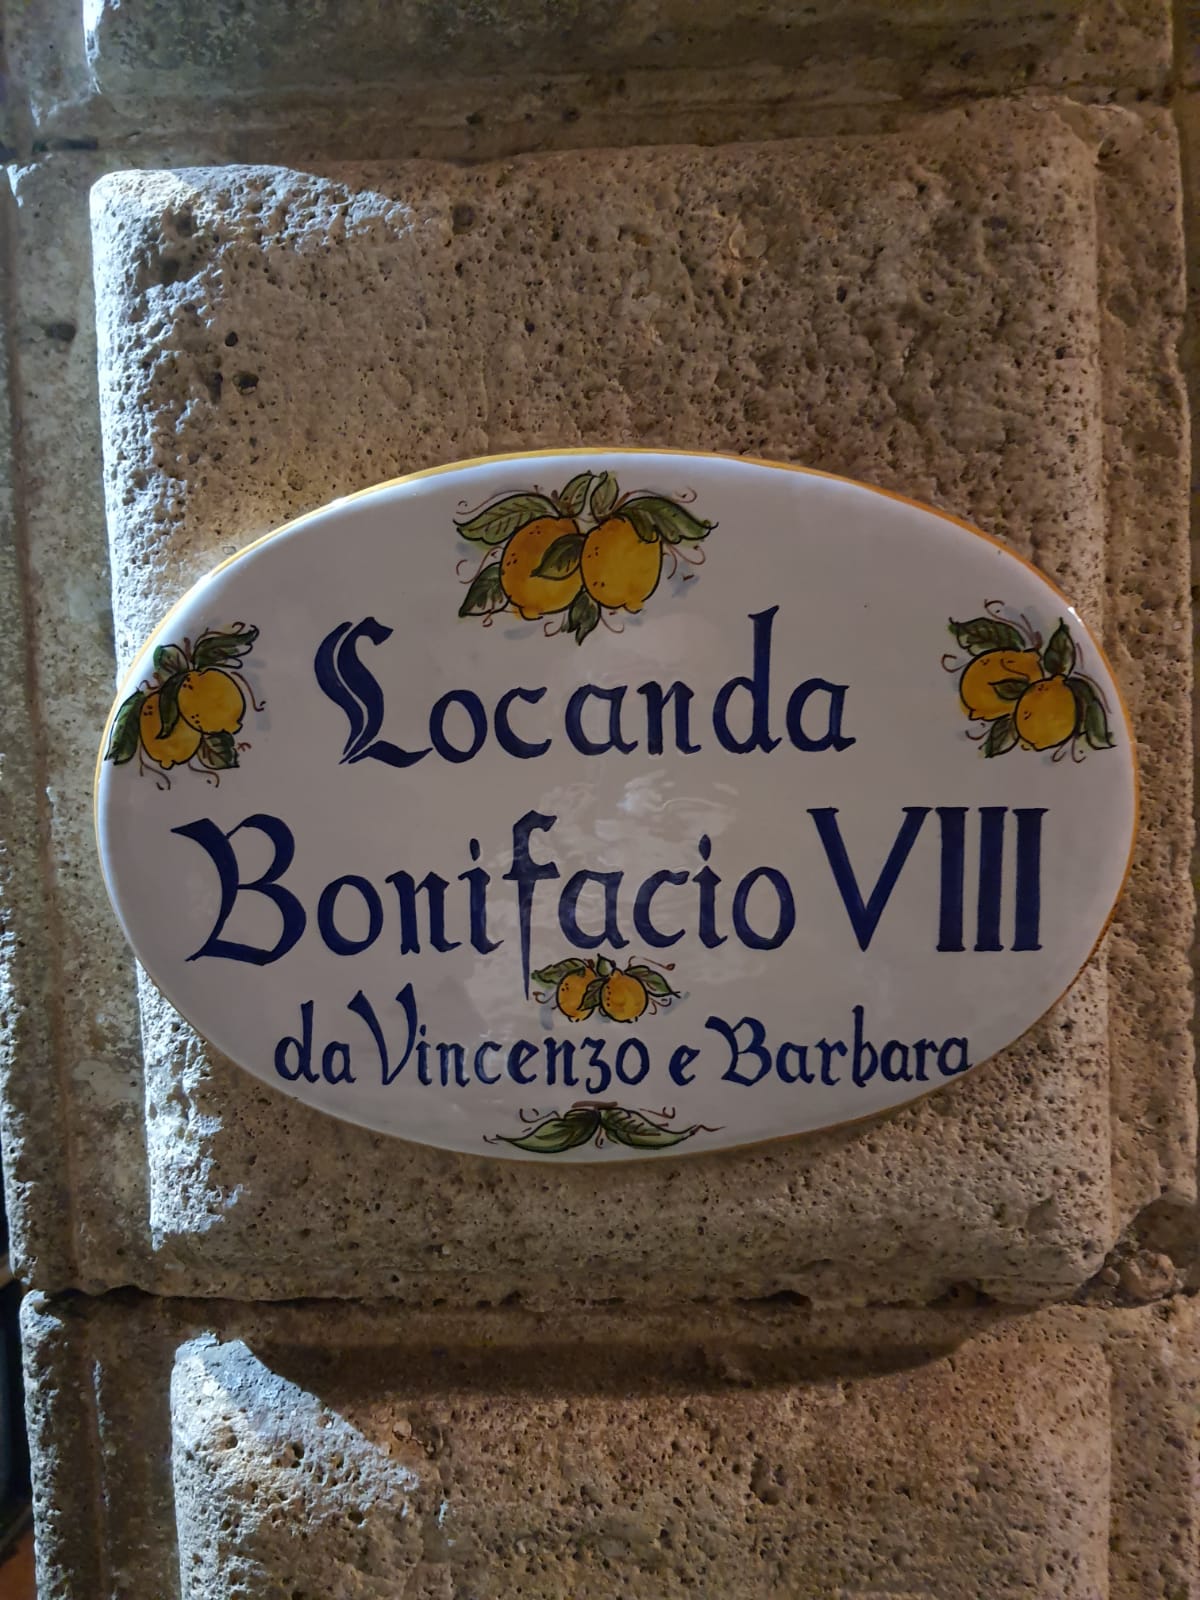 Locanda
Bonifacio VIII
da Vincenzo e Barbara